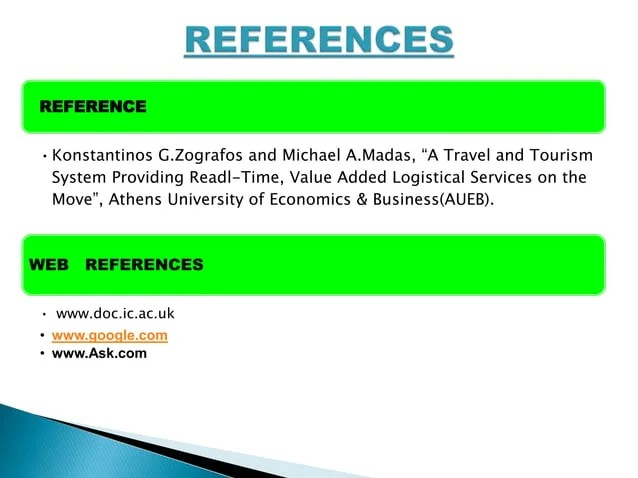 REFERENCES
REFERENCE
• Konstantinos G.Zografos and Michael A.Madas, “A Travel and Tourism
System Providing Readl-Time, Value Added Logistical Services on the
Move”, Athens University of Economics & Business(AUEB).
WEB REFERENCES
• www.doc.ic.ac.uk
• www.google.com
• www.Ask.com